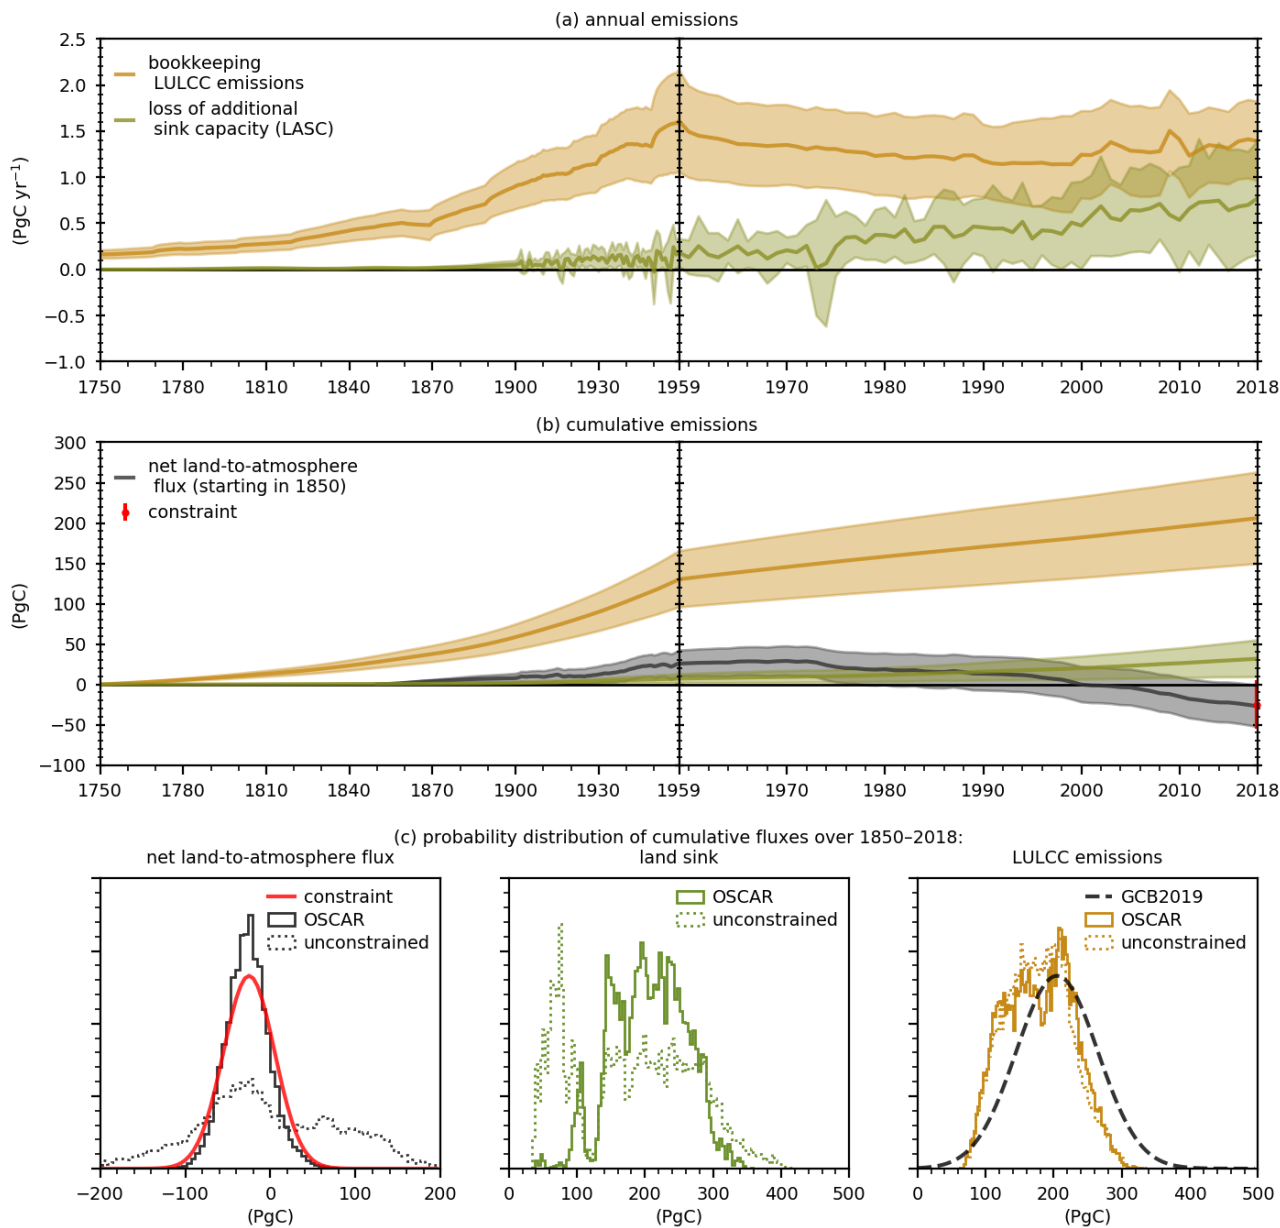 (a) annual emissions
2.5
2.0
1.5
1.0
0.5
0.0
−0.5
−1.0
(PgC yr⁻¹)
bookkeeping
LULCC emissions
loss of additional
sink capacity (LASC)
1750 1780 1810 1840 1870 1900 1930 1959 1970 1980 1990 2000 2010 2018
(b) cumulative emissions
300
250
200
150
100
50
0
−50
−100
(PgC)
net land-to-atmosphere
flux (starting in 1850)
constraint
1750 1780 1810 1840 1870 1900 1930 1959 1970 1980 1990 2000 2010 2018
(c) probability distribution of cumulative fluxes over 1850–2018:
net land-to-atmosphere flux
constraint
OSCAR
unconstrained
−200 −100 0 100 200
(PgC)
land sink
OSCAR
unconstrained
0 100 200 300 400 500
(PgC)
LULCC emissions
GCB2019
OSCAR
unconstrained
0 100 200 300 400 500
(PgC)